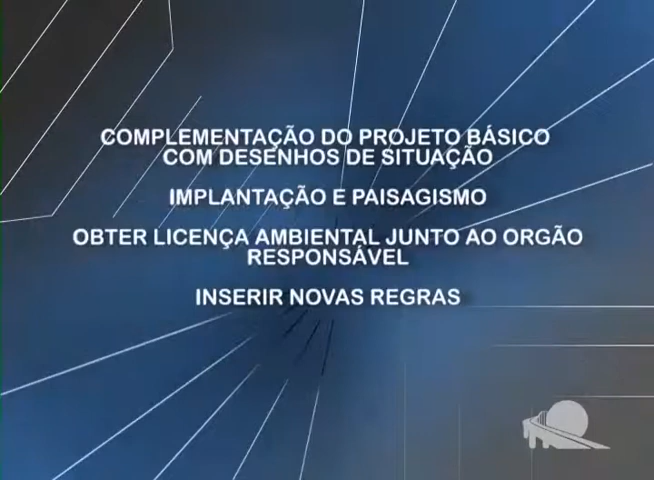 COMPLEMENTAÇÃO DO PROJETO BÁSICO
COM DESENHOS DE SITUAÇÃO
IMPLANTAÇÃO E PAISAGISMO
OBTER LICENÇA AMBIENTAL JUNTO AO ORGÃO
RESPONSÁVEL
INSERIR NOVAS REGRAS